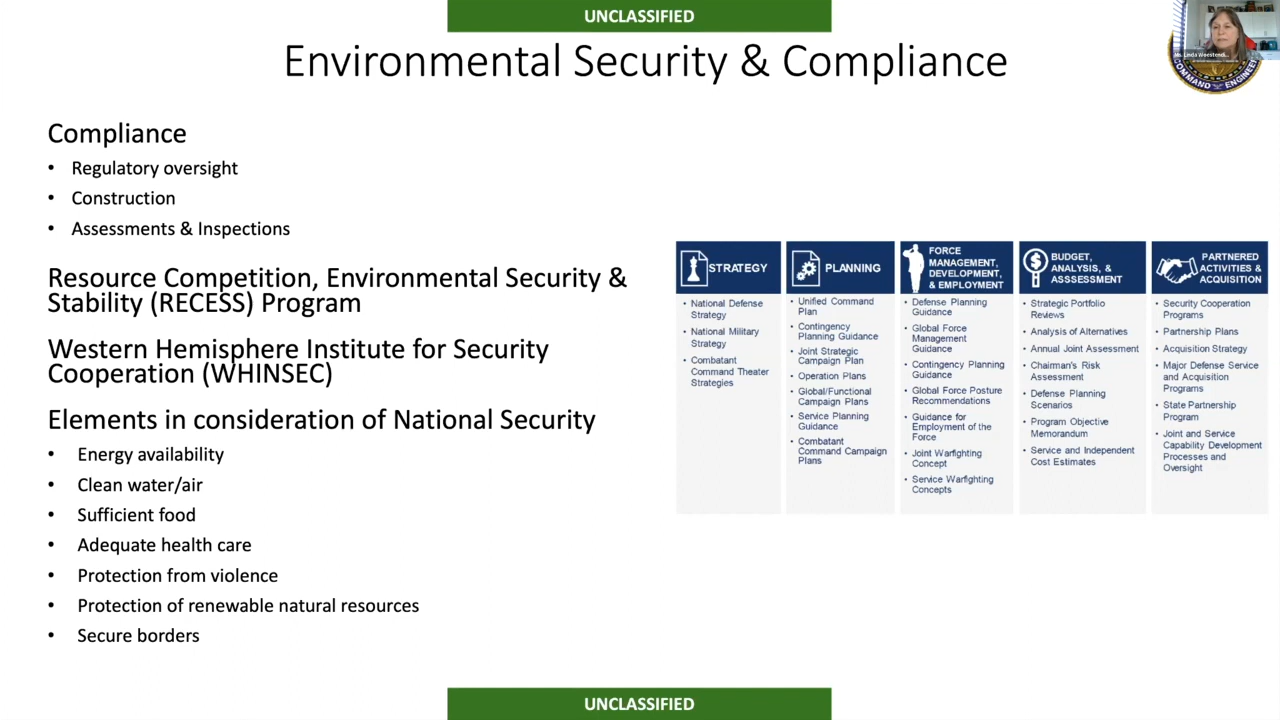 UNCLASSIFIED
Environmental Security & Compliance
COMMAND ENGINEER
Compliance
• Regulatory oversight
• Construction
• Assessments & Inspections
Resource Competition, Environmental Security &
Stability (RECESS) Program
Western Hemisphere Institute for Security
Cooperation (WHINSEC)
Elements in consideration of National Security
• Energy availability
• Clean water/air
• Sufficient food
• Adequate health care
• Protection from violence
• Protection of renewable natural resources
• Secure borders
STRATEGY
• National Defense
Strategy
• National Military
Strategy
• Combatant
Command Theater
Strategies
PLANNING
• Unified Command
Plan
• Contingency
Planning Guidance
• Joint Strategic
Campaign Plan
• Operation Plans
• Global/Functional
Campaign Plans
• Service Planning
Guidance
• Combatant
Command Campaign
Plans
FORCE
MANAGEMENT,
DEVELOPMENT,
& EMPLOYMENT
• Defense Planning
Guidance
• Global Force
Management
Guidance
• Contingency Planning
Guidance
• Global Force Posture
Recommendations
• Guidance for
Employment of the
Force
• Joint Warfighting
Concept
• Service Warfighting
Concepts
BUDGET,
ANALYSIS, &
ASSSESSMENT
• Strategic Portfolio
Reviews
• Analysis of Alternatives
• Annual Joint Assessment
• Chairman's Risk
Assessment
• Defense Planning
Scenarios
• Program Objective
Memorandum
• Service and Independent
Cost Estimates
PARTNERED
ACTIVITIES &
ACQUISITION
• Security Cooperation
Programs
• Partnership Plans
• Acquisition Strategy
• Major Defense Service
and Acquisition
Programs
• State Partnership
Program
• Joint and Service
Capability Development
Processes and
Oversight
UNCLASSIFIED